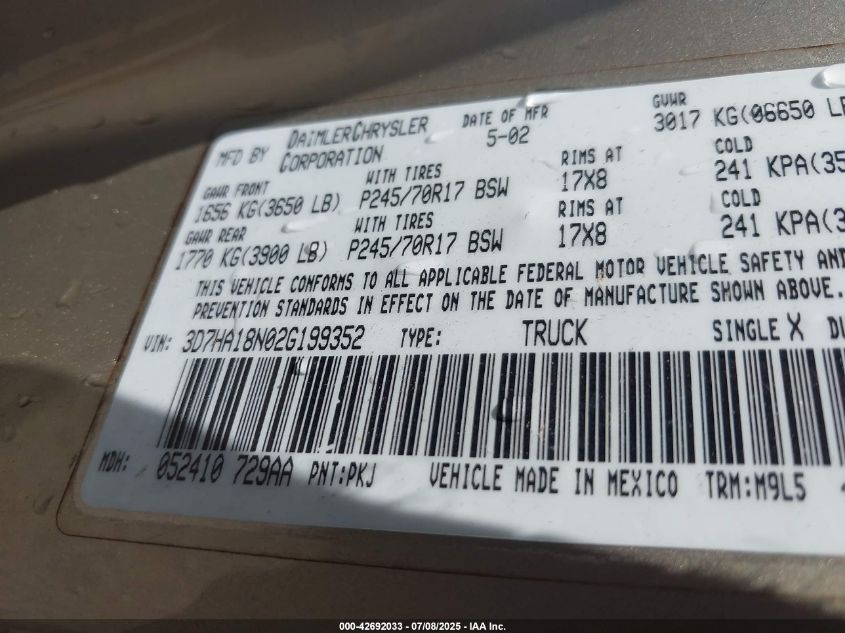 MFD BY DAIMLERCHRYSLER CORPORATION DATE OF MFR 5-02 GVWR 3017 KG(06650 LB
GAWR FRONT WITH TIRES RIMS AT COLD
1656 KG(3650 LB) P245/70R17 BSW 17X8 241 KPA(35
GAWR REAR WITH TIRES RIMS AT COLD
1770 KG(3900 LB) P245/70R17 BSW 17X8 241 KPA(3
THIS VEHICLE CONFORMS TO ALL APPLICABLE FEDERAL MOTOR VEHICLE SAFETY AND
PREVENTION STANDARDS IN EFFECT ON THE DATE OF MANUFACTURE SHOWN ABOVE.
VIN: 3D7HA18N02G199352 TYPE: TRUCK SINGLE X
MDH: 052410 729AA PNT:PKJ VEHICLE MADE IN MEXICO TRM:M9L5
000-42692033 - 07/08/2025 - IAA Inc.